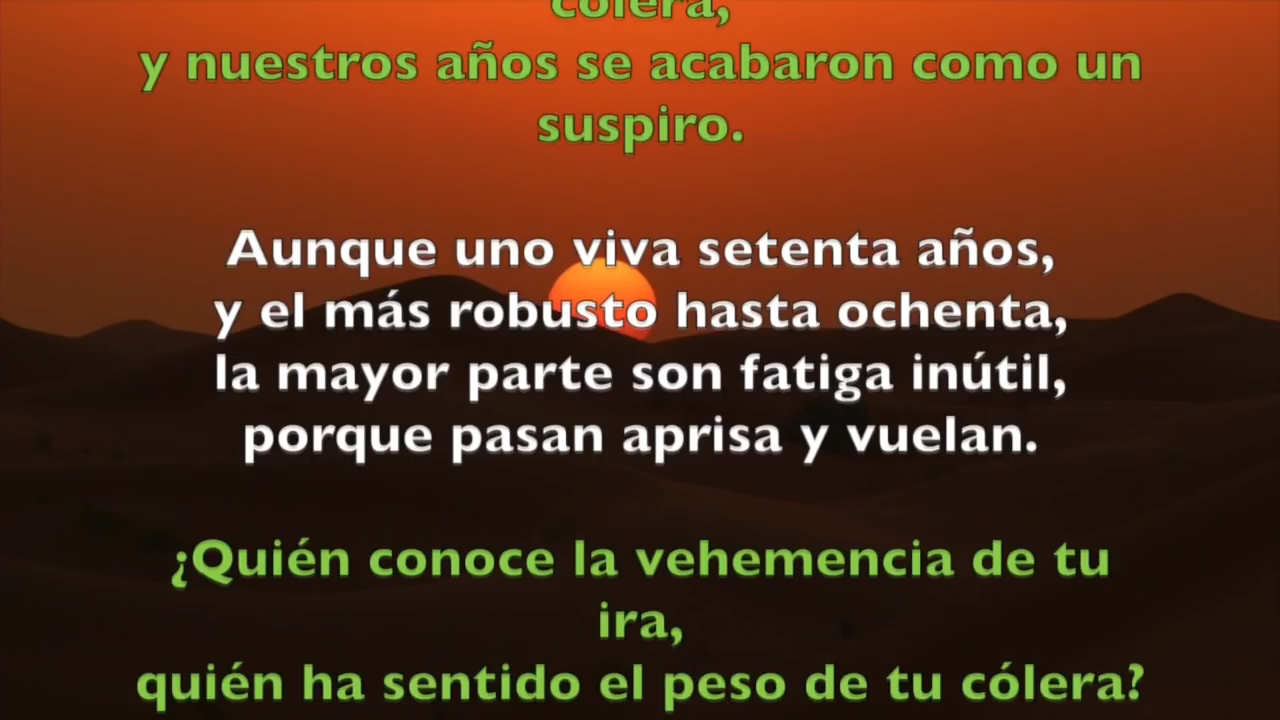 cólera,
y nuestros años se acabaron como un
suspiro.
Aunque uno viva setenta años,
y el más robusto hasta ochenta,
la mayor parte son fatiga inútil,
porque pasan aprisa y vuelan.
¿Quién conoce la vehemencia de tu
ira,
quién ha sentido el peso de tu cólera?